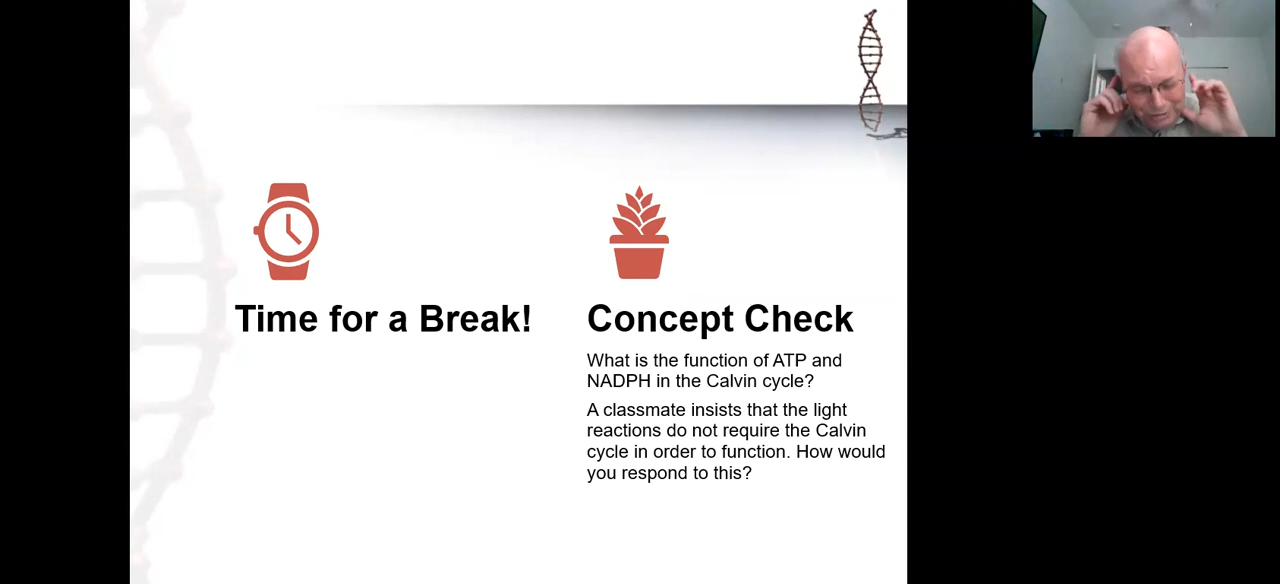 Time for a Break!
Concept Check
What is the function of ATP and
NADPH in the Calvin cycle?
A classmate insists that the light
reactions do not require the Calvin
cycle in order to function. How would
you respond to this?